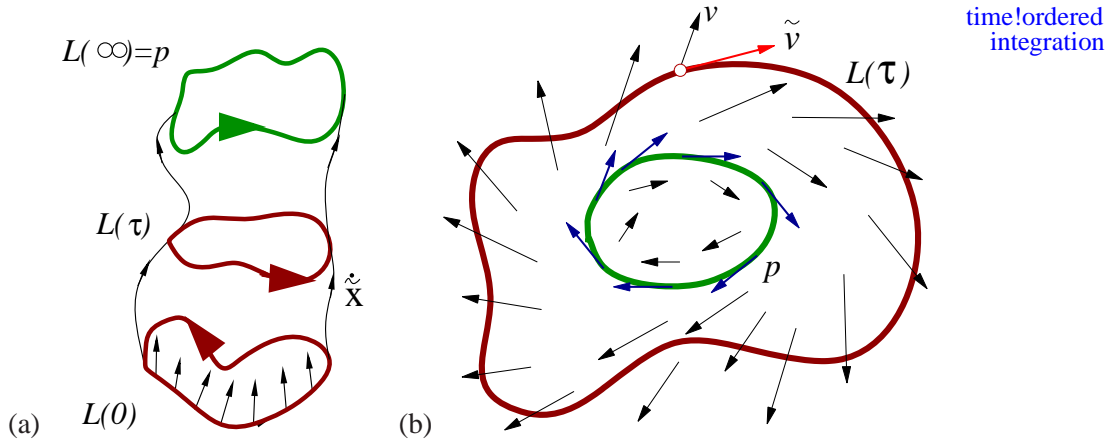 L(∞)=p
L(τ)
ẋ̃
L(0)
(a)
v
ṽ
L(τ)
p
(b)
time!ordered
integration